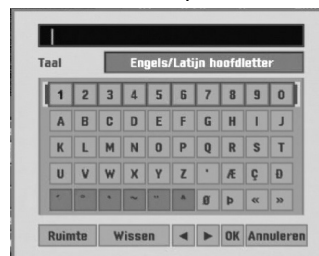 Taal Engels/Latijn hoofdletter
1 2 3 4 5 6 7 8 9 0
A B C D E F G H I J
K L M N O P Q R S T
U V W X Y Z ' Æ Ç Ð
Ø Þ « »
Ruimte Wissen ◄ ► OK Annuleren